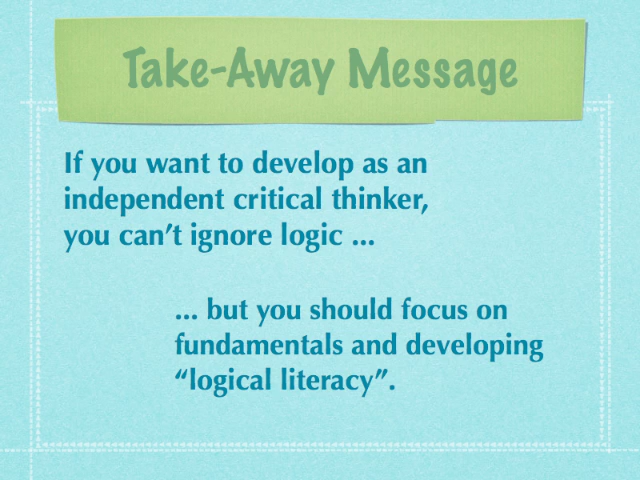 Take-Away Message
If you want to develop as an
independent critical thinker,
you can’t ignore logic ...
... but you should focus on
fundamentals and developing
“logical literacy”.